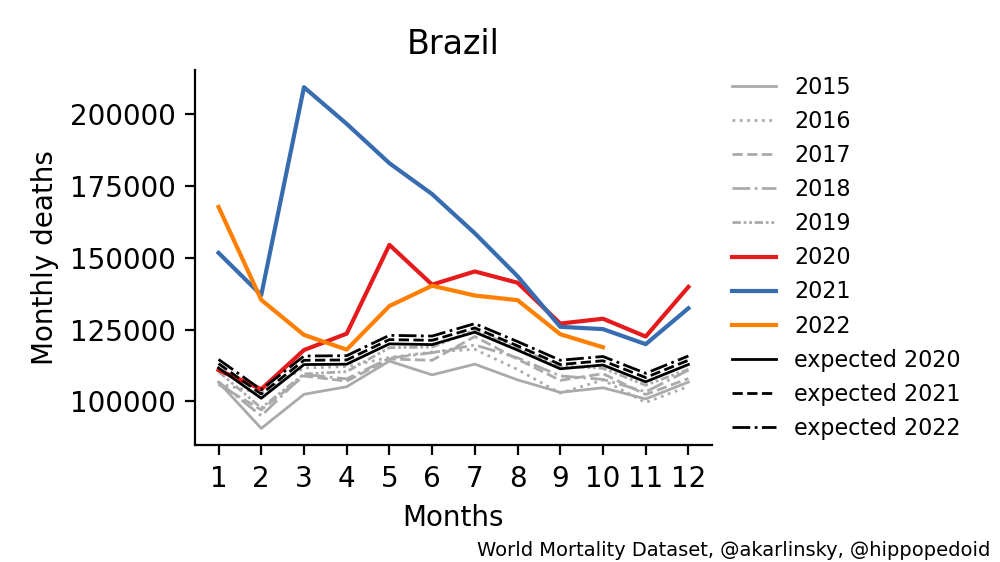 Brazil
Monthly deaths
200000
175000
150000
125000
100000
1 2 3 4 5 6 7 8 9 10 11 12
Months
2015
2016
2017
2018
2019
2020
2021
2022
expected 2020
expected 2021
expected 2022
World Mortality Dataset, @akarlinsky, @hippopedoid